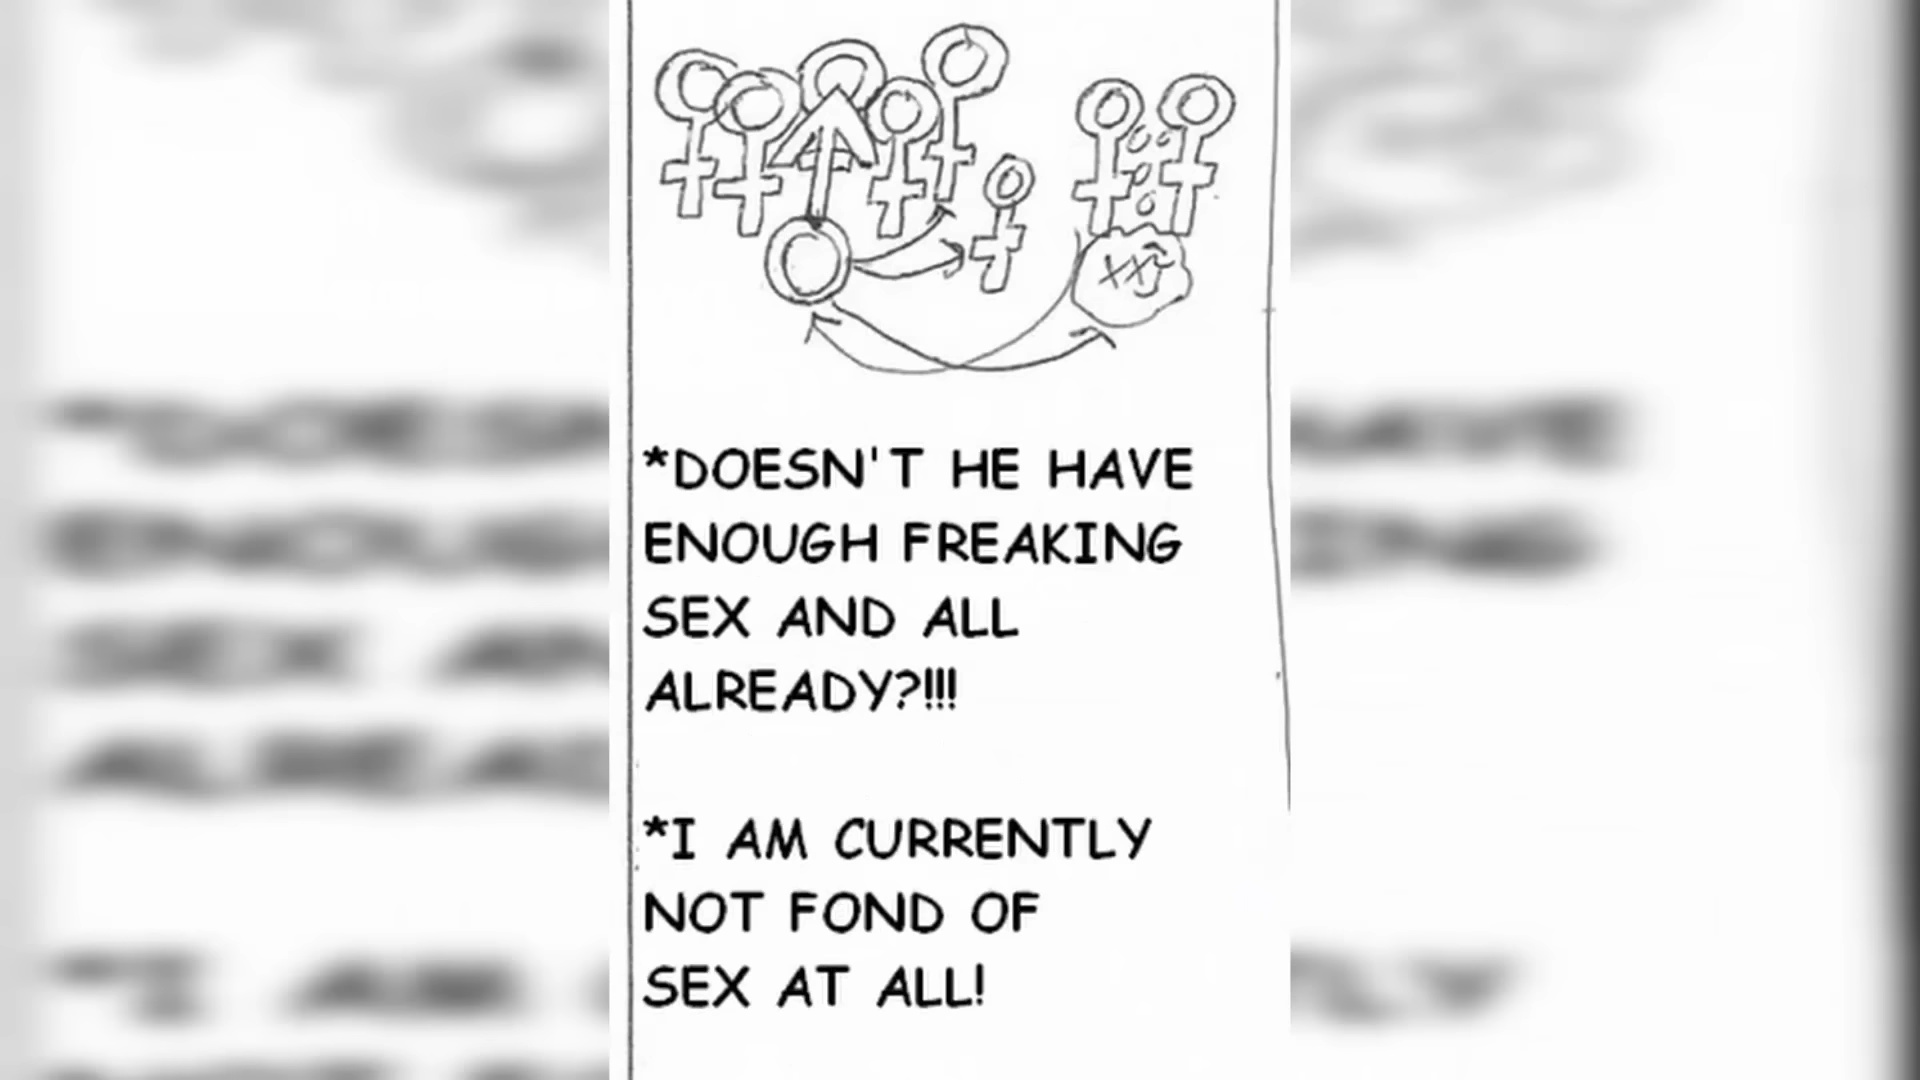 *DOESN'T HE HAVE
ENOUGH FREAKING
SEX AND ALL
ALREADY?!!!
*I AM CURRENTLY
NOT FOND OF
SEX AT ALL!